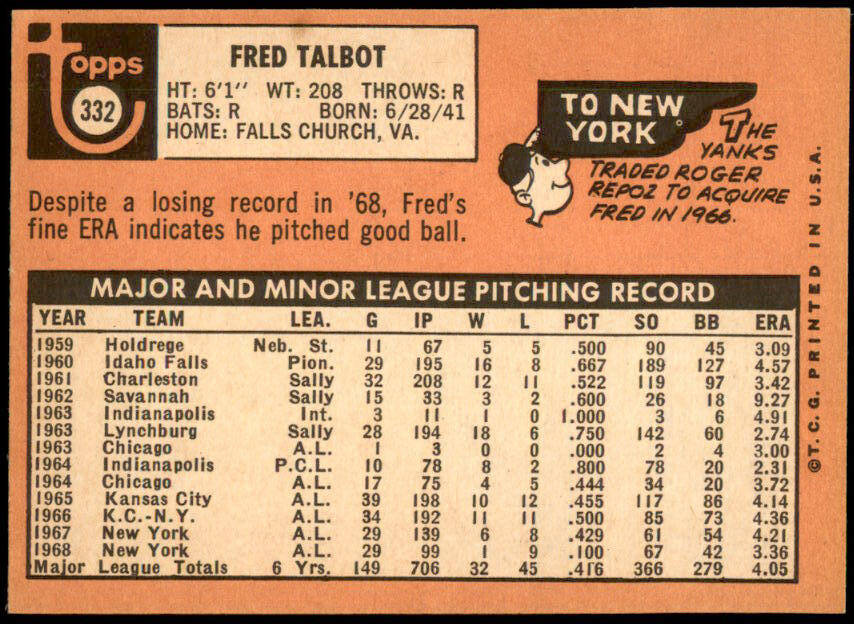 topps
332
FRED TALBOT
HT: 6'1" WT: 208 THROWS: R
BATS: R BORN: 6/28/41
HOME: FALLS CHURCH, VA.
Despite a losing record in '68, Fred's
fine ERA indicates he pitched good ball.
TO NEW
YORK
THE
YANKS
TRADED ROGER
REPOZ TO ACQUIRE
FRED IN 1966.
MAJOR AND MINOR LEAGUE PITCHING RECORD
YEAR TEAM LEA. G IP W L PCT SO BB ERA
1959 Holdrege Neb. St. 11 67 5 5 .500 90 45 3.09
1960 Idaho Falls Pion. 29 195 16 8 .667 189 127 4.57
1961 Charleston Sally 32 208 12 11 .522 119 97 3.42
1962 Savannah Sally 15 33 3 2 .600 26 18 9.27
1963 Indianapolis Int. 3 11 1 0 1.000 3 6 4.91
1963 Lynchburg Sally 28 194 18 6 .750 142 60 2.74
1963 Chicago A.L. 1 3 0 0 .000 2 4 3.00
1964 Indianapolis P.C.L. 10 78 8 2 .800 78 20 2.31
1964 Chicago A.L. 17 75 4 5 .444 34 20 3.72
1965 Kansas City A.L. 39 198 10 12 .455 117 86 4.14
1966 K.C.-N.Y. A.L. 34 192 11 11 .500 85 73 4.36
1967 New York A.L. 29 139 6 8 .429 61 54 4.21
1968 New York A.L. 29 99 1 9 .100 67 42 3.36
Major League Totals 6 Yrs. 149 706 32 45 .416 366 279 4.05
©T.C.G. PRINTED IN U.S.A.